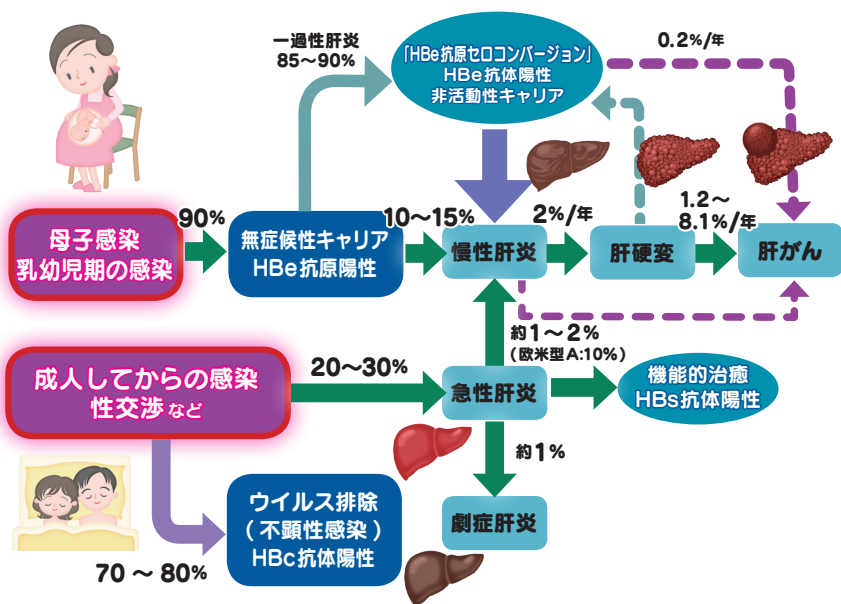 一過性肝炎
85〜90%
「HBe抗原セロコンバージョン」
HBe抗体陽性
非活動性キャリア
0.2%/年
母子感染
乳幼児期の感染
90%
無症候性キャリア
HBe抗原陽性
10〜15%
慢性肝炎
2%/年
肝硬変
1.2〜
8.1%/年
肝がん
約1〜2%
(欧米型A:10%)
成人してからの感染
性交渉など
20〜30%
急性肝炎
機能的治癒
HBs抗体陽性
約1%
劇症肝炎
70〜80%
ウイルス排除
(不顕性感染)
HBc抗体陽性